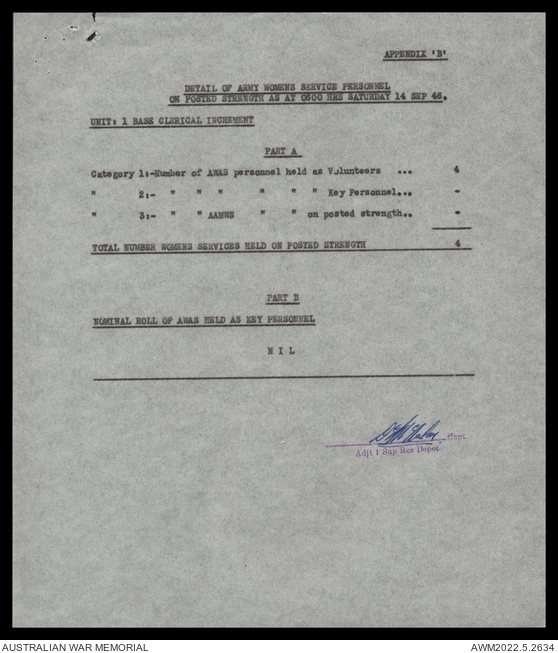 APPENDIX 'B'
DETAIL OF ARMY WOMENS SERVICE PERSONNEL
ON POSTED STRENGTH AS AT 0600 HRS SATURDAY 14 SEP 46.
UNIT: 1 BASE CLERICAL INCREMENT
PART A
Category 1:-Number of AWAS personnel held as Volunteers ... 4
" 2:- " " " " " " Key Personnel... -
" 3:- " " AAMWS " " on posted strength.. -
TOTAL NUMBER WOMENS SERVICES HELD ON POSTED STRENGTH 4
PART B
NOMINAL ROLL OF AWAS HELD AS KEY PERSONNEL
N I L
Capt
Adjt 1 Sup Res Depot
AUSTRALIAN WAR MEMORIAL AWM2022.5.2634